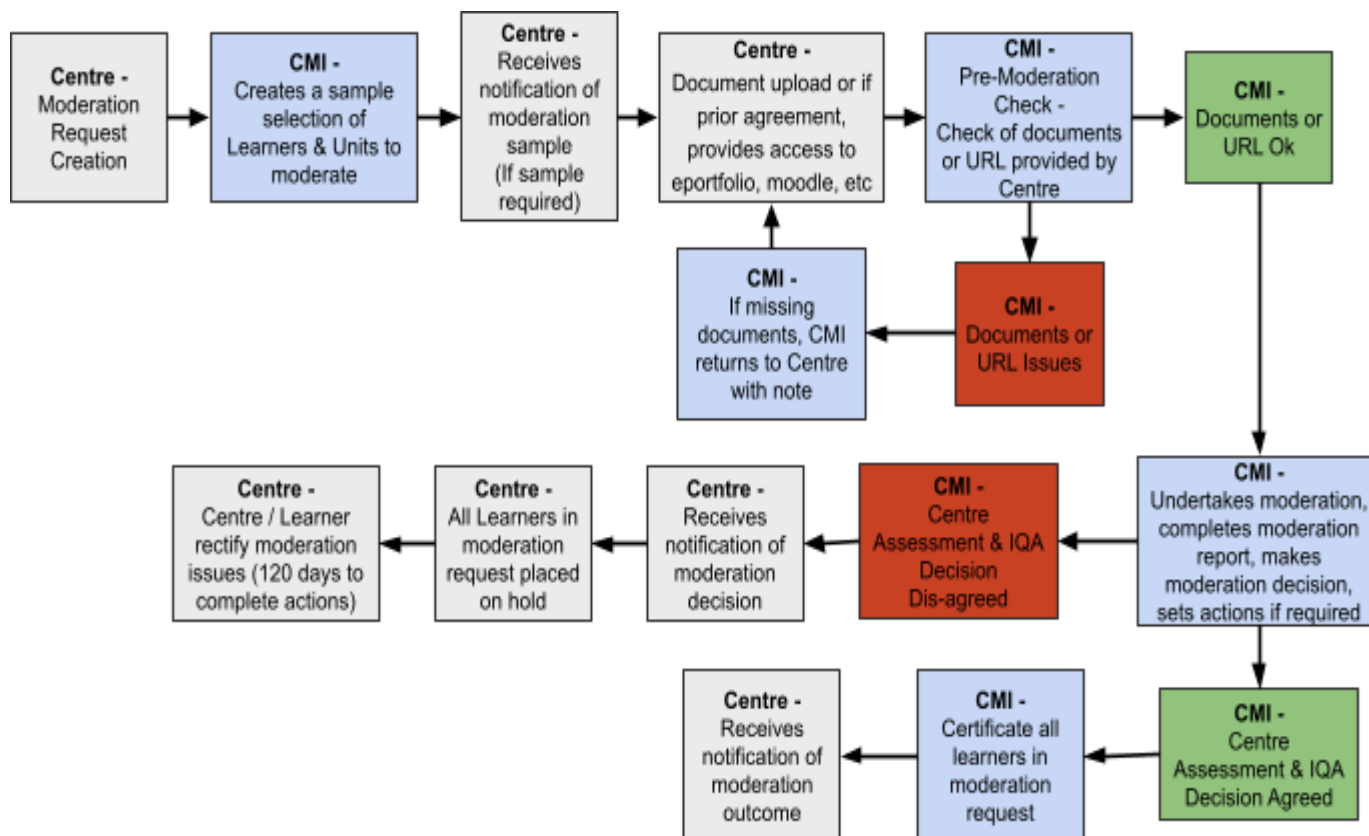 Centre -
Moderation
Request
Creation
CMI -
Creates a sample
selection of
Learners & Units to
moderate
Centre -
Receives
notification of
moderation
sample
(If sample
required)
Centre -
Document upload or if
prior agreement,
provides access to
eportfolio, moodle, etc
CMI -
Pre-Moderation
Check -
Check of documents
or URL provided by
Centre
CMI -
Documents or
URL Ok
CMI -
If missing
documents, CMI
returns to Centre
with note
CMI -
Documents or
URL Issues
Centre -
Centre / Learner
rectify moderation
issues (120 days to
complete actions)
Centre -
All Learners in
moderation
request placed
on hold
Centre -
Receives
notification of
moderation
decision
CMI -
Centre
Assessment & IQA
Decision
Dis-agreed
CMI -
Undertakes moderation,
completes moderation
report, makes
moderation decision,
sets actions if required
Centre -
Receives
notification of
moderation
outcome
CMI -
Certificate all
learners in
moderation
request
CMI -
Centre
Assessment & IQA
Decision Agreed